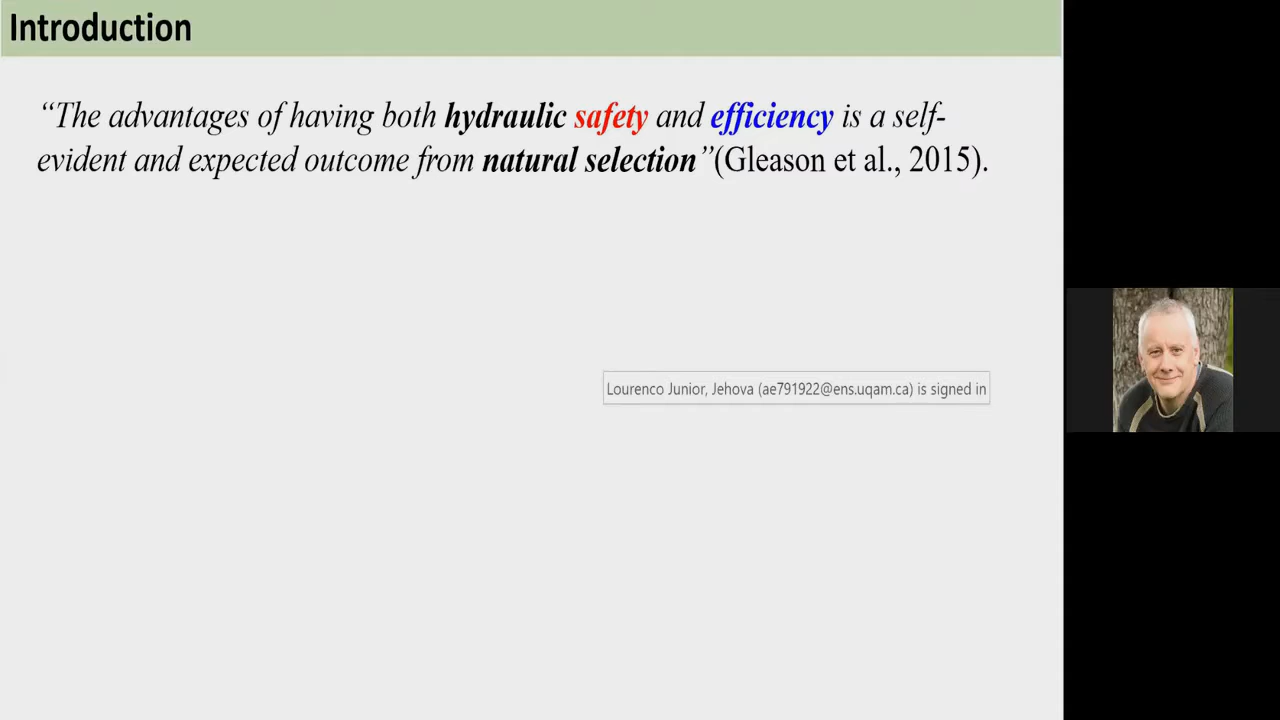 Introduction
“The advantages of having both hydraulic safety and efficiency is a self-
evident and expected outcome from natural selection”(Gleason et al., 2015).
Lourenco Junior, Jehova (ae791922@ens.uqam.ca) is signed in